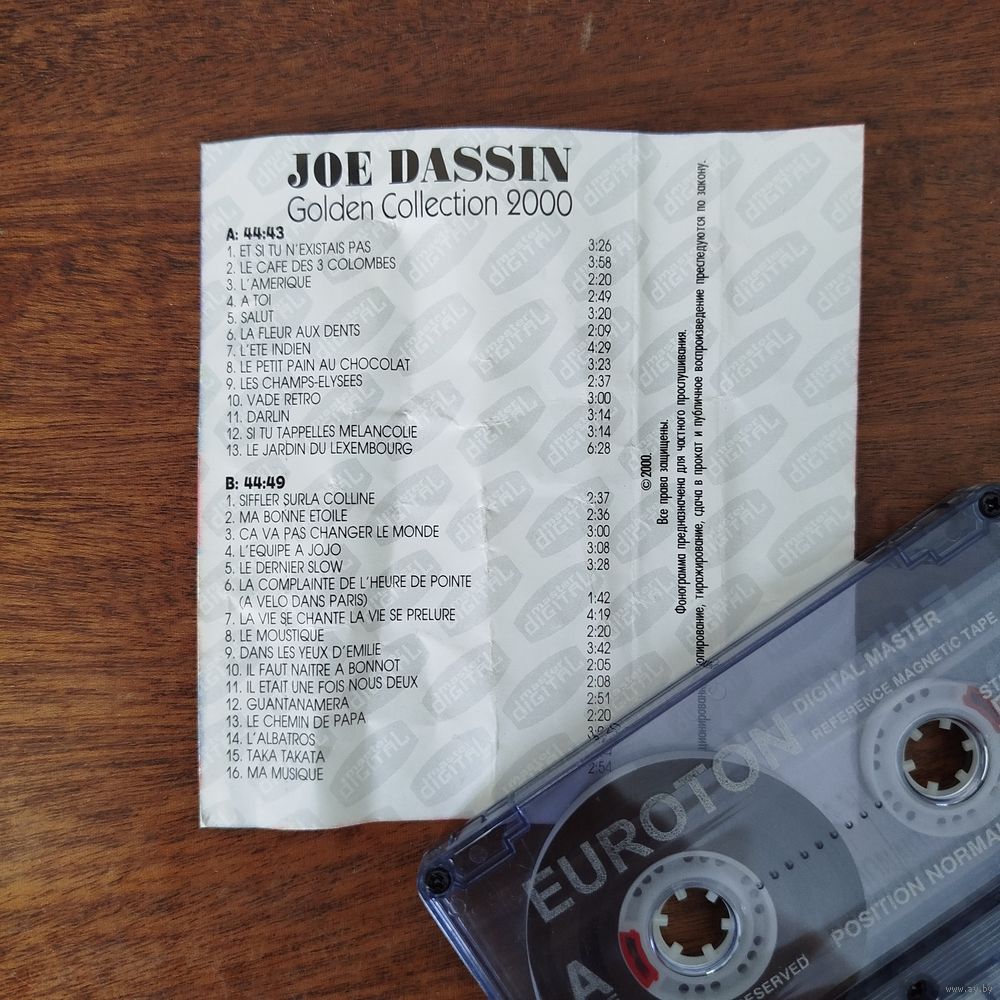 JOE DASSIN
Golden Collection 2000
A: 44:43
1. ET SI TU N'EXISTAIS PAS 3:26
2. LE CAFE DES 3 COLOMBES 3:58
3. L'AMERIQUE 2:20
4. A TOI 2:49
5. SALUT 3:20
6. LA FLEUR AUX DENTS 2:09
7. L'ETE INDIEN 4:29
8. LE PETIT PAIN AU CHOCOLAT 3:23
9. LES CHAMPS-ELYSEES 2:37
10. VADE RETRO 3:00
11. DARLIN 3:14
12. SI TU TAPPELLES MELANCOLIE 3:14
13. LE JARDIN DU LEXEMBOURG 6:28
B: 44:49
1. SIFFLER SURLA COLLINE 2:37
2. MA BONNE ETOILE 2:36
3. CA VA PAS CHANGER LE MONDE 3:00
4. L'EQUIPE A JOJO 3:08
5. LE DERNIER SLOW 3:28
6. LA COMPLAINTE DE L'HEURE DE POINTE
(A VELO DANS PARIS) 1:42
7. LA VIE SE CHANTE LA VIE SE PRELURE 4:19
8. LE MOUSTIQUE 2:20
9. DANS LES YEUX D'EMILIE 3:42
10. IL FAUT NAITRE A BONNOT 2:05
11. IL ETAIT UNE FOIS NOUS DEUX 2:08
12. GUANTANAMERA 2:51
13. LE CHEMIN DE PAPA 2:20
14. L'ALBATROS
15. TAKA TAKATA
16. MA MUSIQUE 2:54
© 2000.
Все права защищены.
Фонограмма предназначено для частного прослушивания.
тиражирование, сдача в прокат и публичное воспроизведение преследуются по закону.
EUROTON DIGITAL MASTER
REFERENCE MAGNETIC TAPE
POSITION NORMA
A
RESERVED
www.ay.by